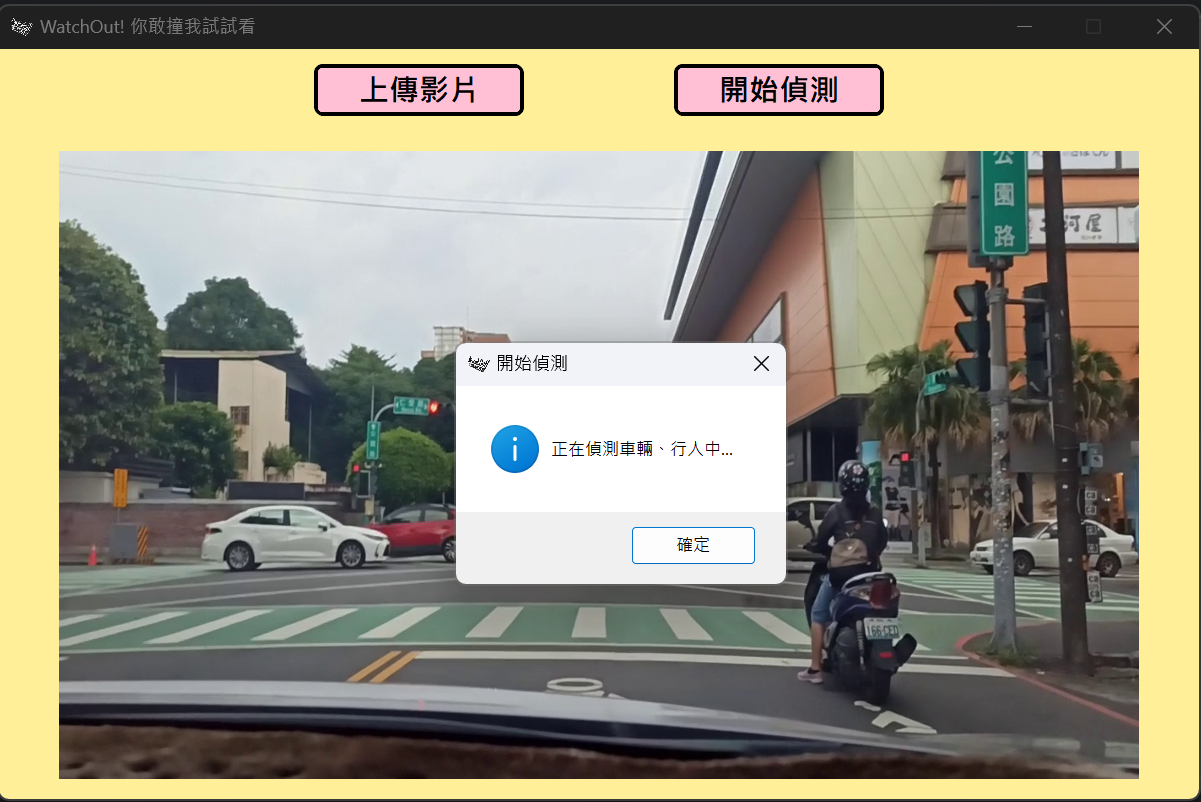 WatchOut! 你敢撞我試試看
上傳影片
開始偵測
公
園
路
河屋
開始偵測
正在偵測車輛、行人中...
確定
166·CED